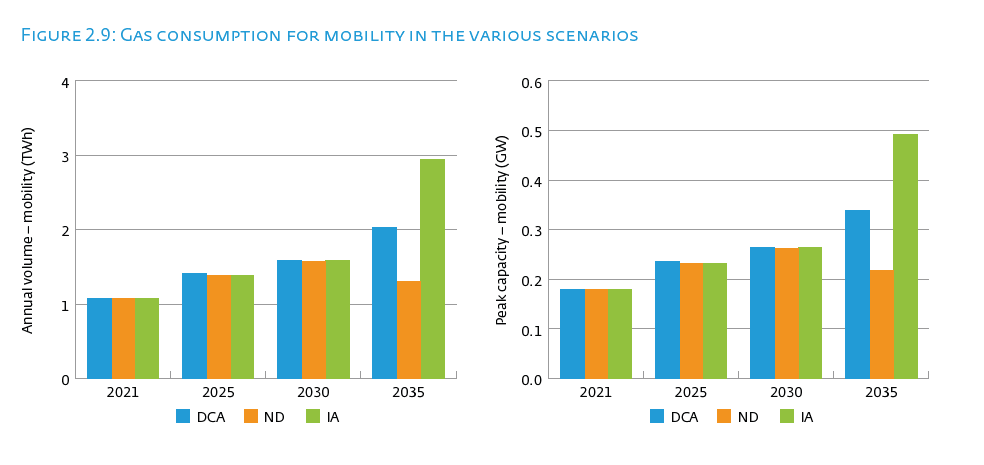 Figure 2.9: Gas consumption for mobility in the various scenarios
Annual volume – mobility (TWh)
4
3
2
1
0
2021 2025 2030 2035
DCA ND IA
Peak capacity – mobility (GW)
0.6
0.5
0.4
0.3
0.2
0.1
0.0
2021 2025 2030 2035
DCA ND IA